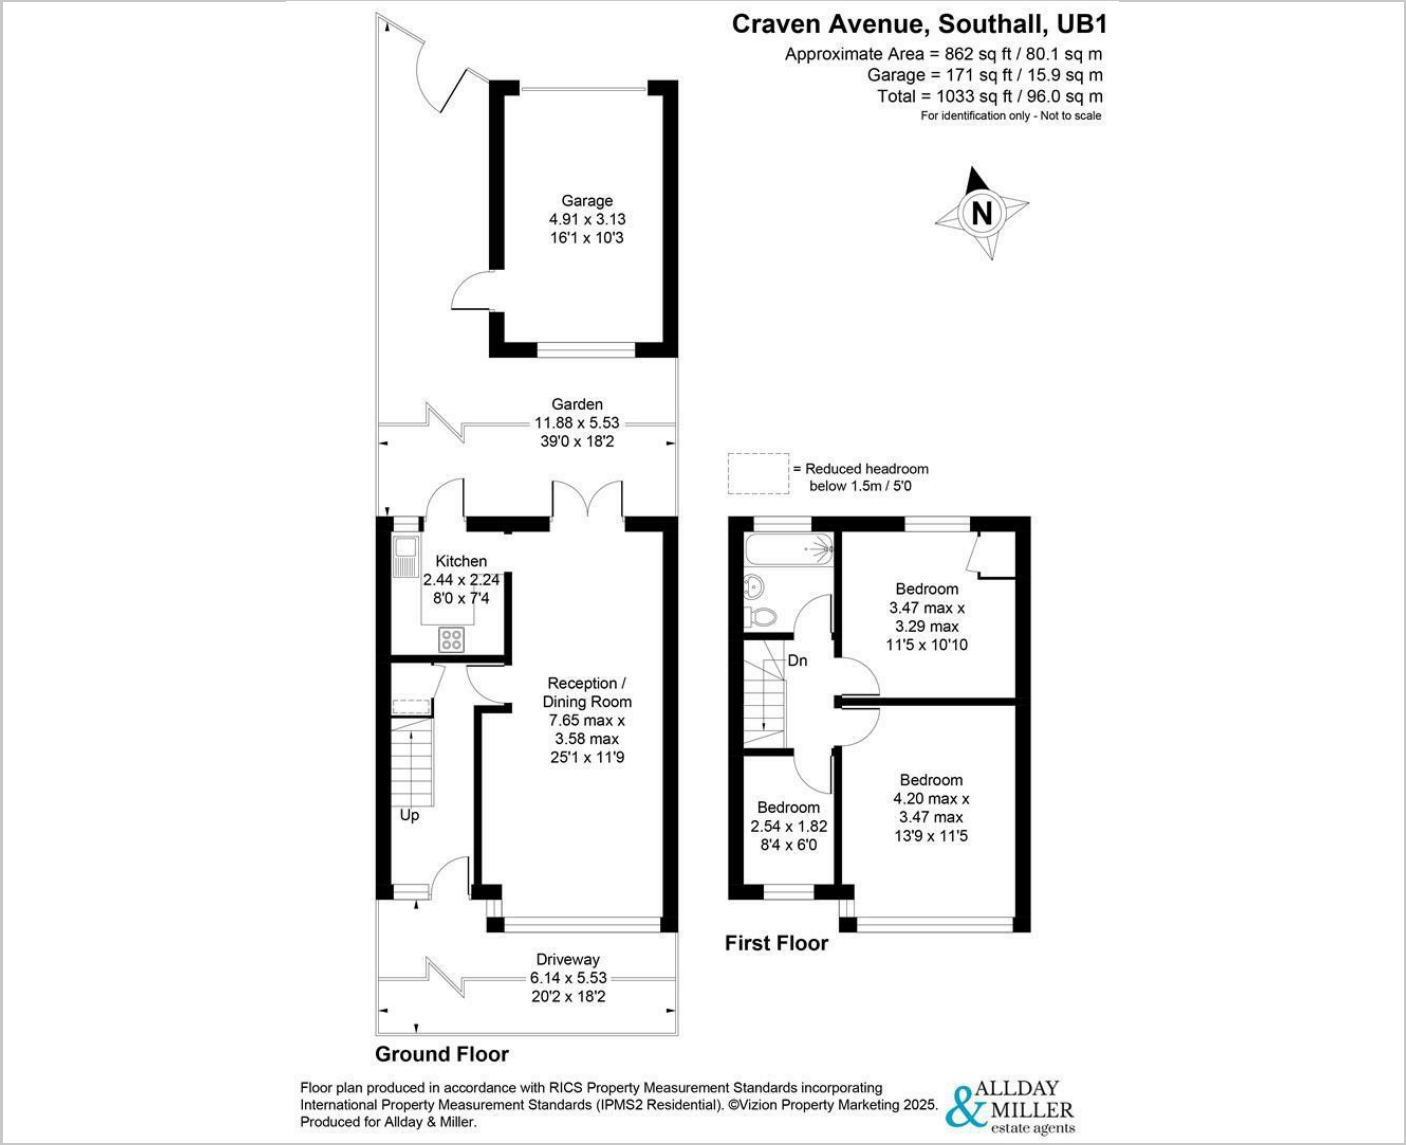 Craven Avenue, Southall, UB1
Approximate Area = 862 sq ft / 80.1 sq m
Garage = 171 sq ft / 15.9 sq m
Total = 1033 sq ft / 96.0 sq m
For identification only - Not to scale
N
Garage
4.91 x 3.13
16'1 x 10'3
Garden
11.88 x 5.53
39'0 x 18'2
= Reduced headroom
below 1.5m / 5'0
Kitchen
2.44 x 2.24
8'0 x 7'4
Reception /
Dining Room
7.65 max x
3.58 max
25'1 x 11'9
Up
Driveway
6.14 x 5.53
20'2 x 18'2
Ground Floor
Bedroom
3.47 max x
3.29 max
11'5 x 10'10
Dn
Bedroom
4.20 max x
3.47 max
13'9 x 11'5
Bedroom
2.54 x 1.82
8'4 x 6'0
First Floor
Floor plan produced in accordance with RICS Property Measurement Standards incorporating
International Property Measurement Standards (IPMS2 Residential). ©Vizion Property Marketing 2025.
Produced for Allday & Miller.
ALLDAY
& MILLER
estate agents